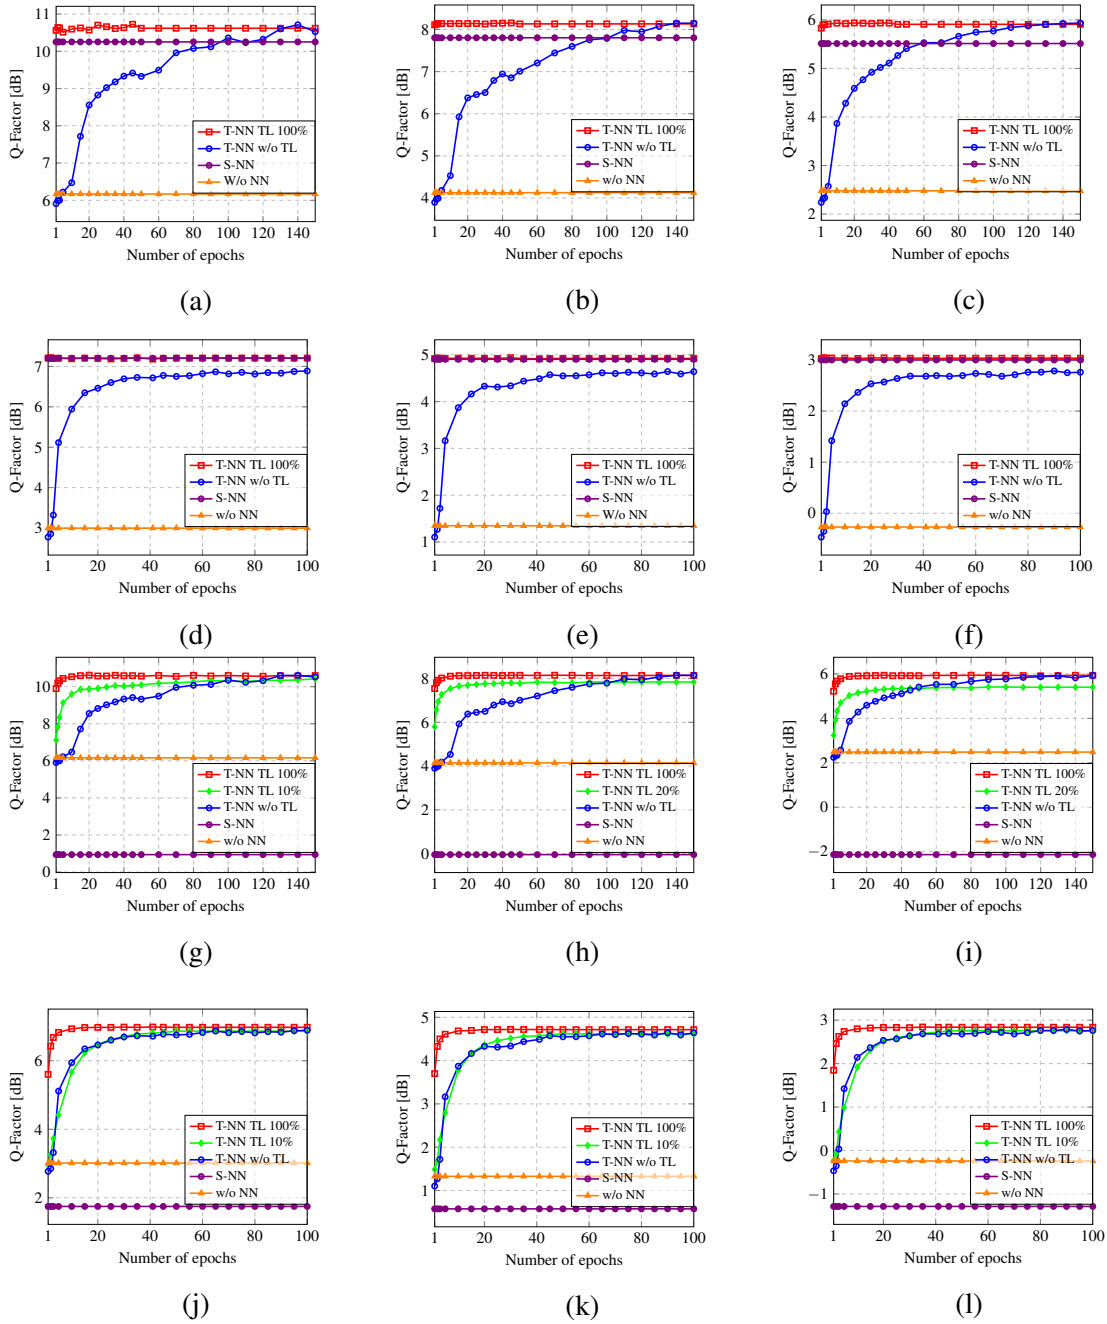 11
10
9
8
7
6
Q-Factor [dB]
T-NN TL 100%
T-NN w/o TL
S-NN
W/o NN
1 20 40 60 80 100 120 140
Number of epochs
(a)
8
7
6
5
4
Q-Factor [dB]
T-NN TL 100%
T-NN w/o TL
S-NN
w/o NN
1 20 40 60 80 100 120 140
Number of epochs
(b)
6
5
4
3
2
Q-Factor [dB]
T-NN TL 100%
T-NN w/o TL
S-NN
w/o NN
1 20 40 60 80 100 120 140
Number of epochs
(c)
7
6
5
4
3
Q-Factor [dB]
T-NN TL 100%
T-NN w/o TL
S-NN
w/o NN
1 20 40 60 80 100
Number of epochs
(d)
5
4
3
2
1
Q-Factor [dB]
T-NN TL 100%
T-NN w/o TL
S-NN
W/o NN
1 20 40 60 80 100
Number of epochs
(e)
3
2
1
0
Q-Factor [dB]
T-NN TL 100%
T-NN w/o TL
S-NN
w/o NN
1 20 40 60 80 100
Number of epochs
(f)
10
8
6
4
2
0
Q-Factor [dB]
T-NN TL 100%
T-NN TL 10%
T-NN w/o TL
S-NN
w/o NN
1 20 40 60 80 100 120 140
Number of epochs
(g)
8
6
4
2
0
Q-Factor [dB]
T-NN TL 100%
T-NN TL 20%
T-NN w/o TL
S-NN
w/o NN
1 20 40 60 80 100 120 140
Number of epochs
(h)
6
4
2
0
−2
Q-Factor [dB]
T-NN TL 100%
T-NN TL 20%
T-NN w/o TL
S-NN
w/o NN
1 20 40 60 80 100 120 140
Number of epochs
(i)
6
4
2
Q-Factor [dB]
T-NN TL 100%
T-NN TL 10%
T-NN w/o TL
S-NN
w/o NN
1 20 40 60 80 100
Number of epochs
(j)
5
4
3
2
1
Q-Factor [dB]
T-NN TL 100%
T-NN TL 10%
T-NN w/o TL
S-NN
w/o NN
1 20 40 60 80 100
Number of epochs
(k)
3
2
1
0
−1
Q-Factor [dB]
T-NN TL 100%
T-NN TL 10%
T-NN w/o TL
S-NN
w/o NN
1 20 40 60 80 100
Number of epochs
(l)